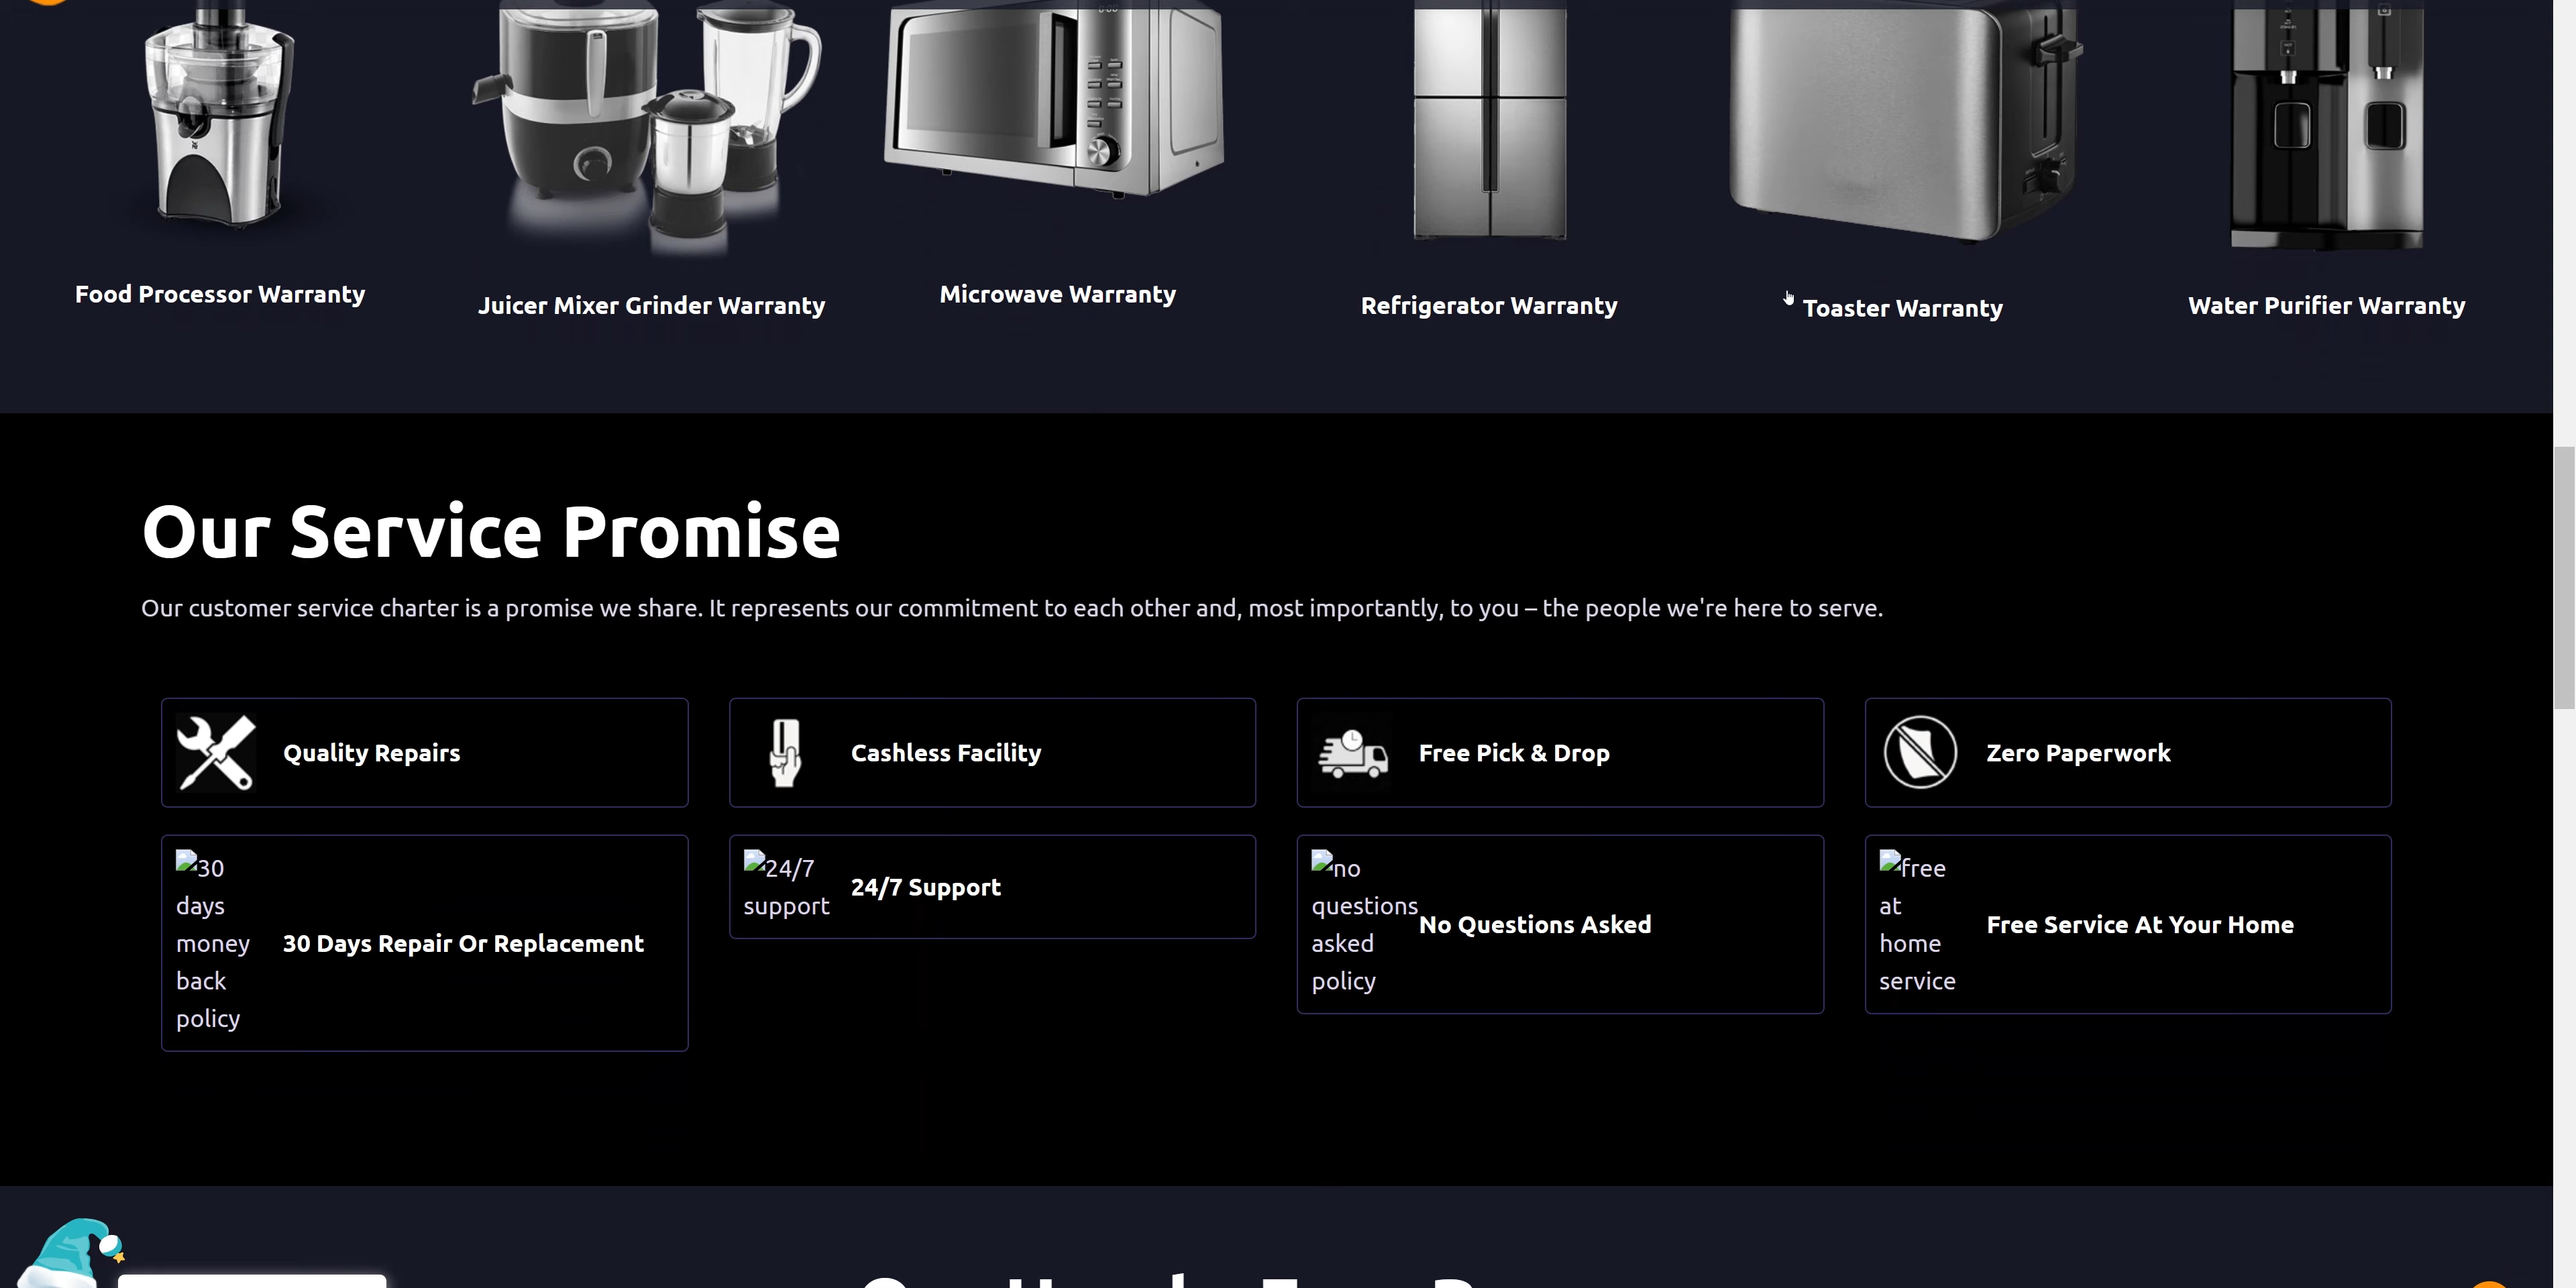 Food Processor Warranty
Juicer Mixer Grinder Warranty
Microwave Warranty
Refrigerator Warranty
Toaster Warranty
Water Purifier Warranty
Our Service Promise
Our customer service charter is a promise we share. It represents our commitment to each other and, most importantly, to you – the people we're here to serve.
Quality Repairs
Cashless Facility
Free Pick & Drop
Zero Paperwork
30
days
money
back
policy
30 Days Repair Or Replacement
24/7
support
24/7 Support
no
questions
asked
policy
No Questions Asked
free
at
home
service
Free Service At Your Home